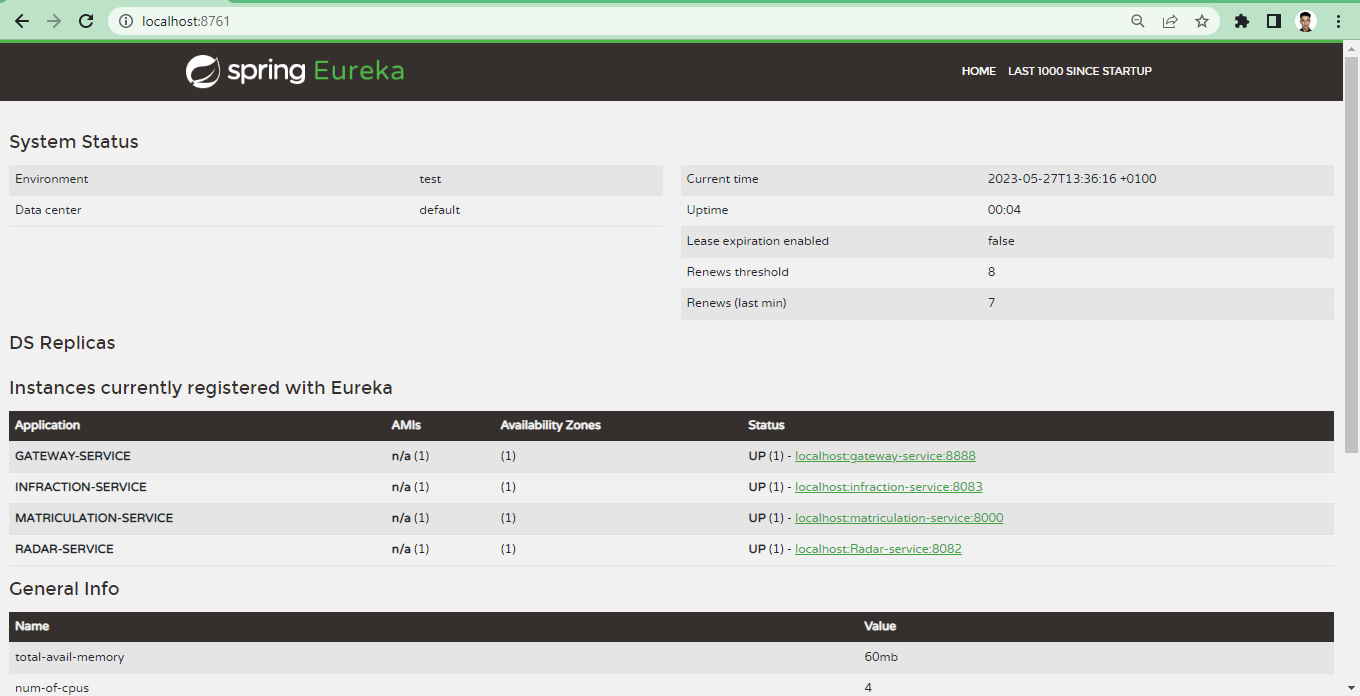 localhost:8761
spring Eureka
HOME LAST 1000 SINCE STARTUP
System Status
Environment test
Data center default
Current time 2023-05-27T13:36:16 +0100
Uptime 00:04
Lease expiration enabled false
Renews threshold 8
Renews (last min) 7
DS Replicas
Instances currently registered with Eureka
Application AMIs Availability Zones Status
GATEWAY-SERVICE n/a (1) (1) UP (1) - localhost:gateway-service:8888
INFRACTION-SERVICE n/a (1) (1) UP (1) - localhost:infraction-service:8083
MATRICULATION-SERVICE n/a (1) (1) UP (1) - localhost:matriculation-service:8000
RADAR-SERVICE n/a (1) (1) UP (1) - localhost:Radar-service:8082
General Info
Name Value
total-avail-memory 60mb
num-of-cpus 4